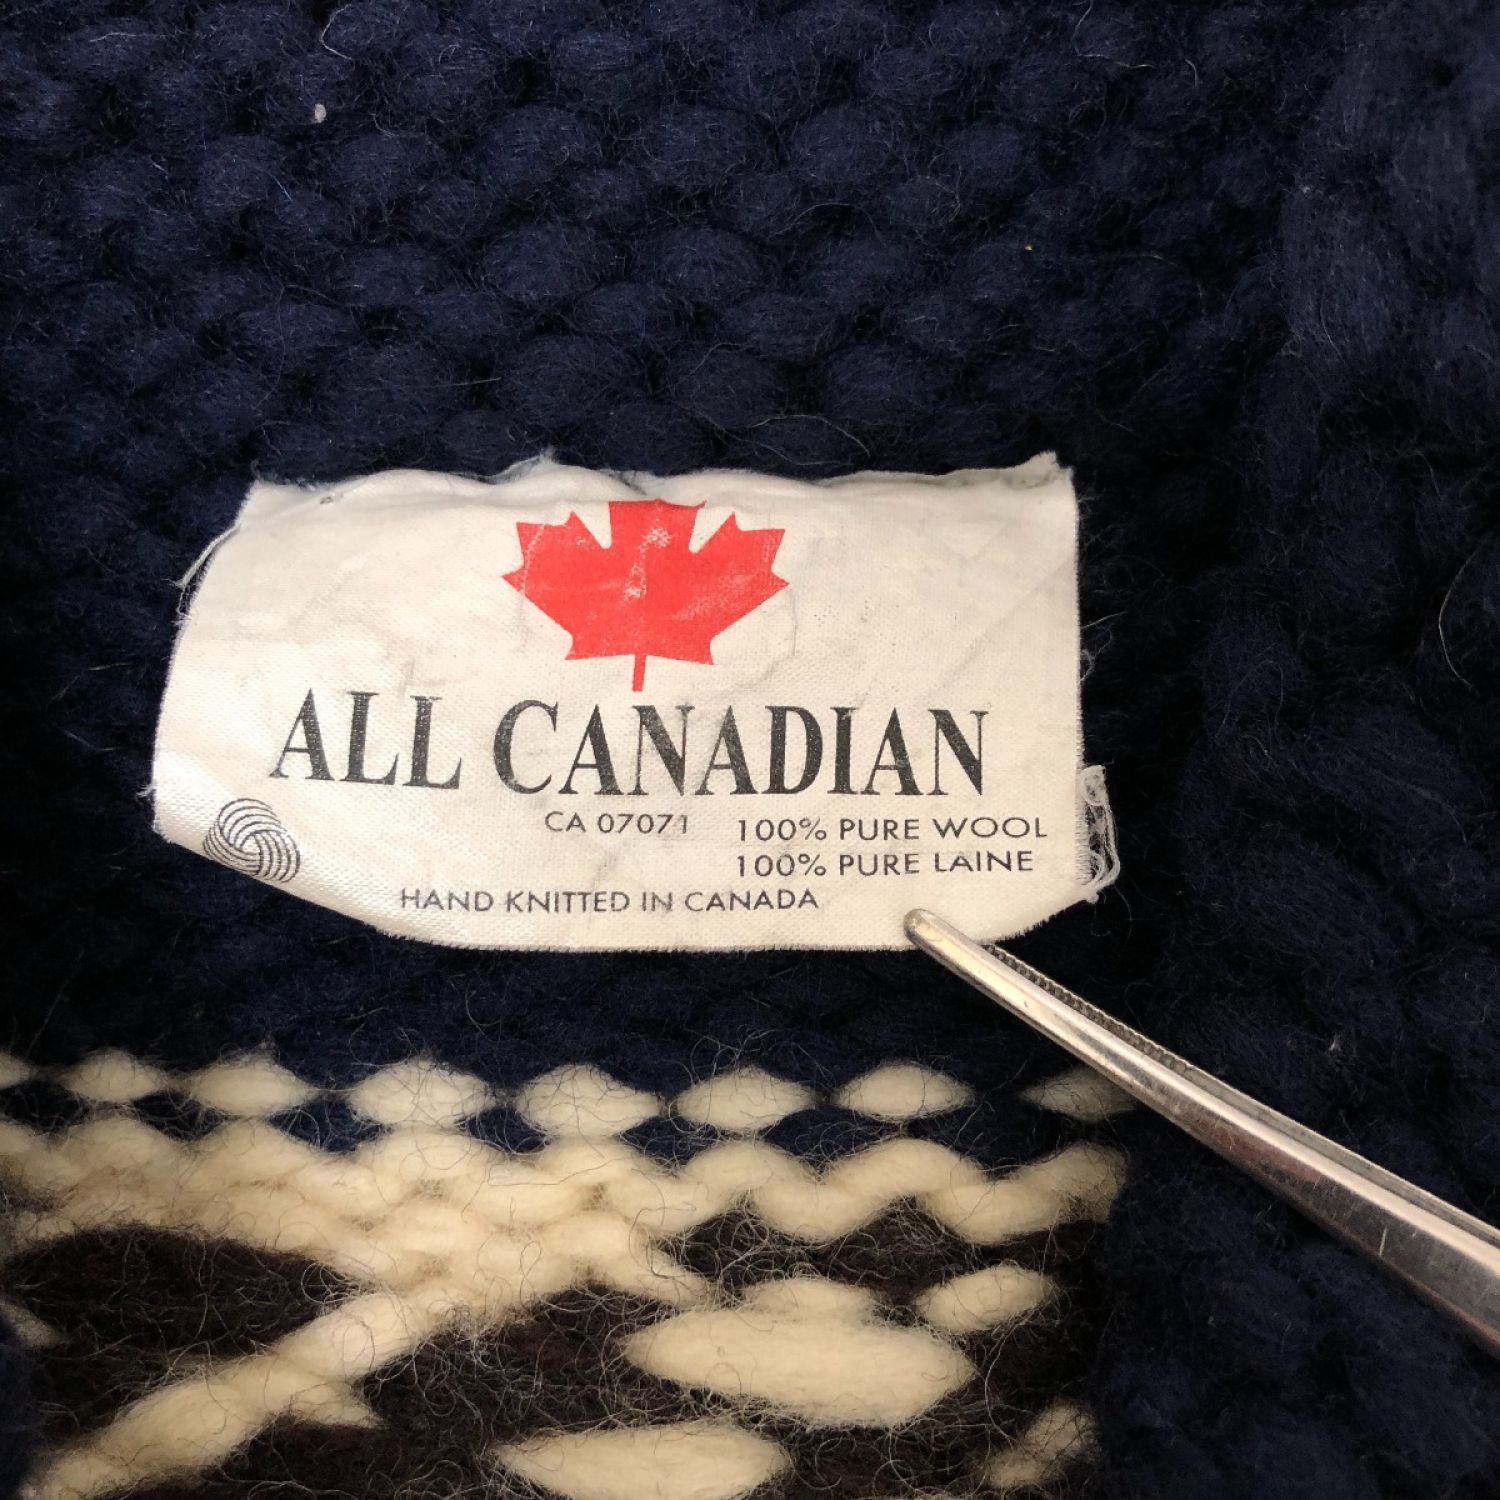 ALL CANADIAN
CA 07071
100% PURE WOOL
100% PURE LAINE
HAND KNITTED IN CANADA